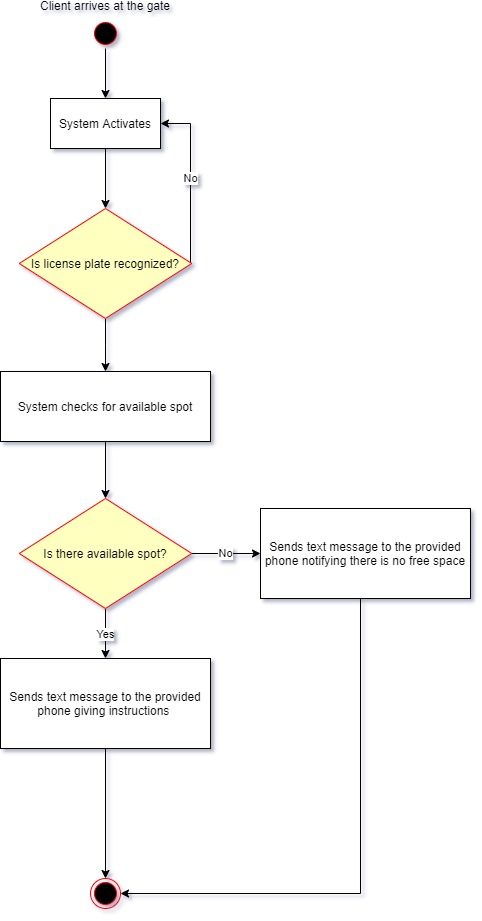 Client arrives at the gate
System Activates
No
Is license plate recognized?
System checks for available spot
Is there available spot?
No
Sends text message to the provided
phone notifying there is no free space
Yes
Sends text message to the provided
phone giving instructions